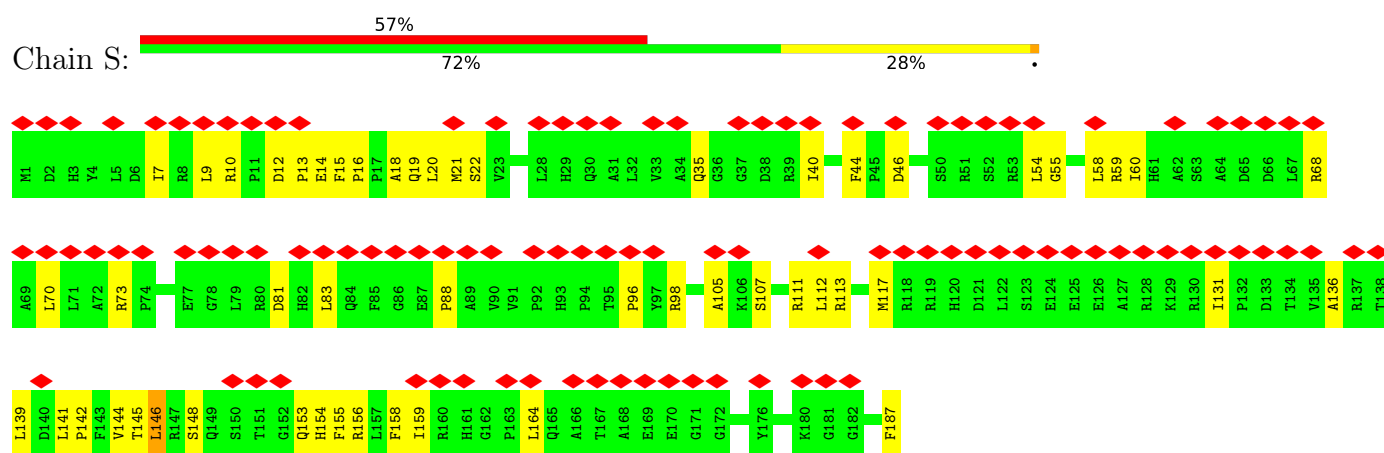 57%
Chain S:
72% 28% •
M1 D2 H3 Y4 L5 D6 I7 R8 L9 R10 P11 D12 P13 E14 F15 P16 P17 A18 Q19 L20 M21 S22 V23 L28 H29 Q30 A31 L32 V33 A34 Q35 G36 G37 D38 R39 I40 F44 P45 D46 S50 R51 S52 R53 L54 G55 L58 R59 I60 H61 A62 S63 A64 D65 D66 L67 R68
A69 L70 L71 A72 R73 P74 E77 G78 L79 R80 D81 H82 L83 Q84 F85 G86 E87 P88 A89 V90 V91 P92 H93 P94 T95 P96 Y97 R98 A105 K106 S107 R111 L112 R113 M117 R118 R119 H120 D121 L122 S123 E124 E125 E126 A127 R128 K129 R130 I131 P132 D133 T134 V135 A136 R137 T138
L139 D140 L141 P142 F143 V144 T145 L146 R147 S148 Q149 S150 T151 G152 Q153 H154 F155 R156 L157 F158 I159 R160 H161 G162 P163 L164 Q165 A166 T167 A168 E169 E170 G171 G172 Y176 K180 G181 G182 F187